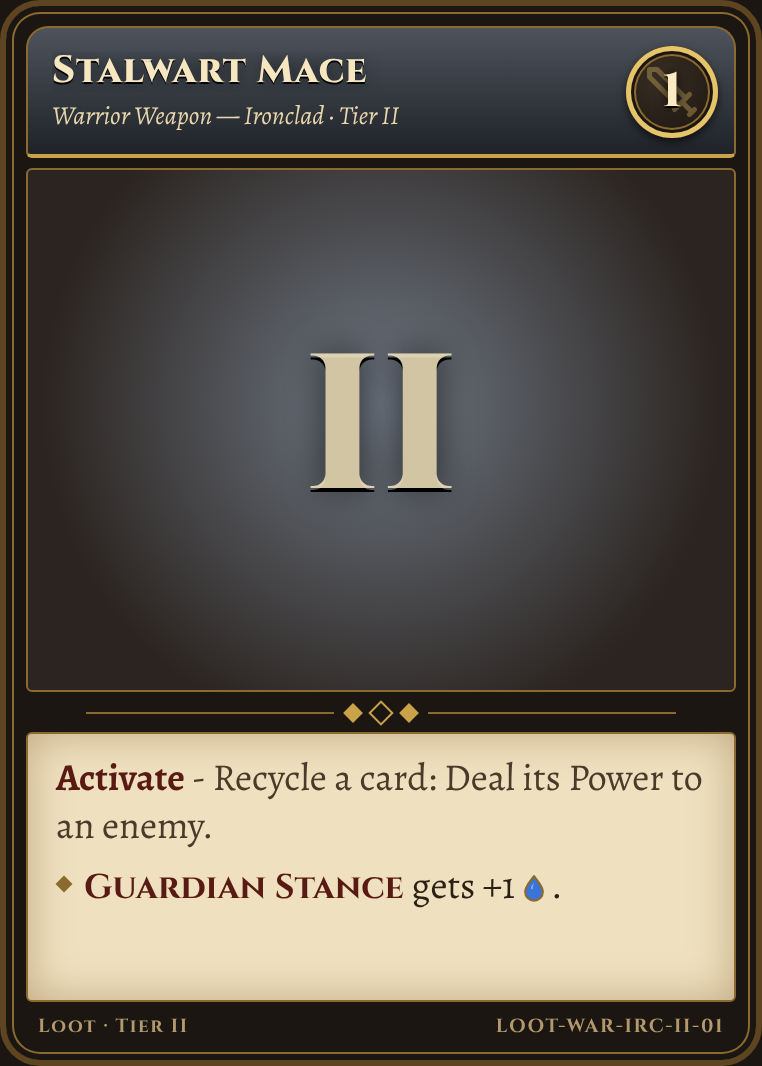 Stalwart Mace
Warrior Weapon — Ironclad · Tier II
1
II
Activate - Recycle a card: Deal its Power to
an enemy.
Guardian Stance gets +1 .
Loot · Tier II
LOOT-WAR-IRC-II-01